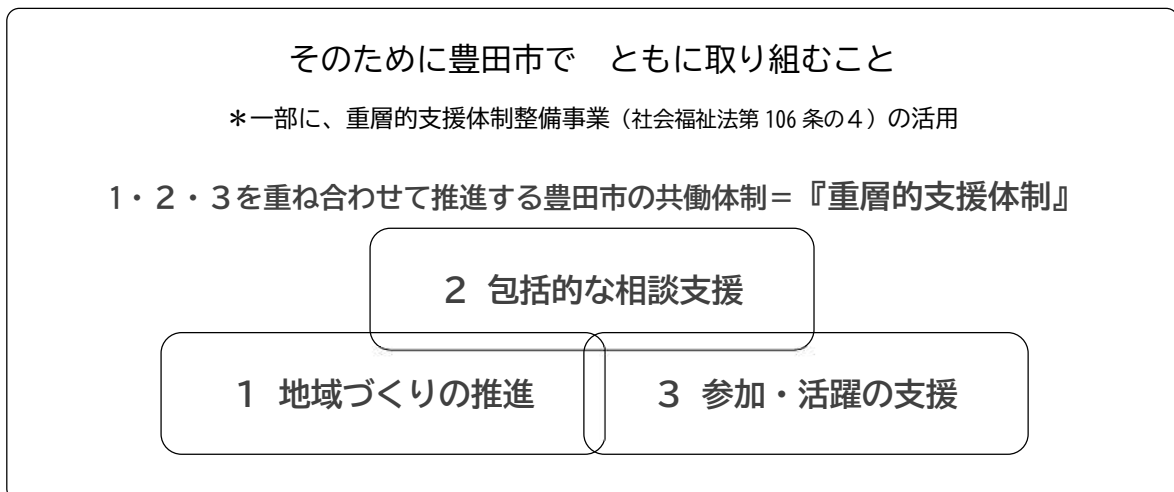 そのために豊田市で　ともに取り組むこと
＊一部に、重層的支援体制整備事業（社会福祉法第 106 条の４）の活用
1・２・３を重ね合わせて推進する豊田市の共働体制＝『重層的支援体制』
２ 包括的な相談支援
１ 地域づくりの推進
３ 参加・活躍の支援